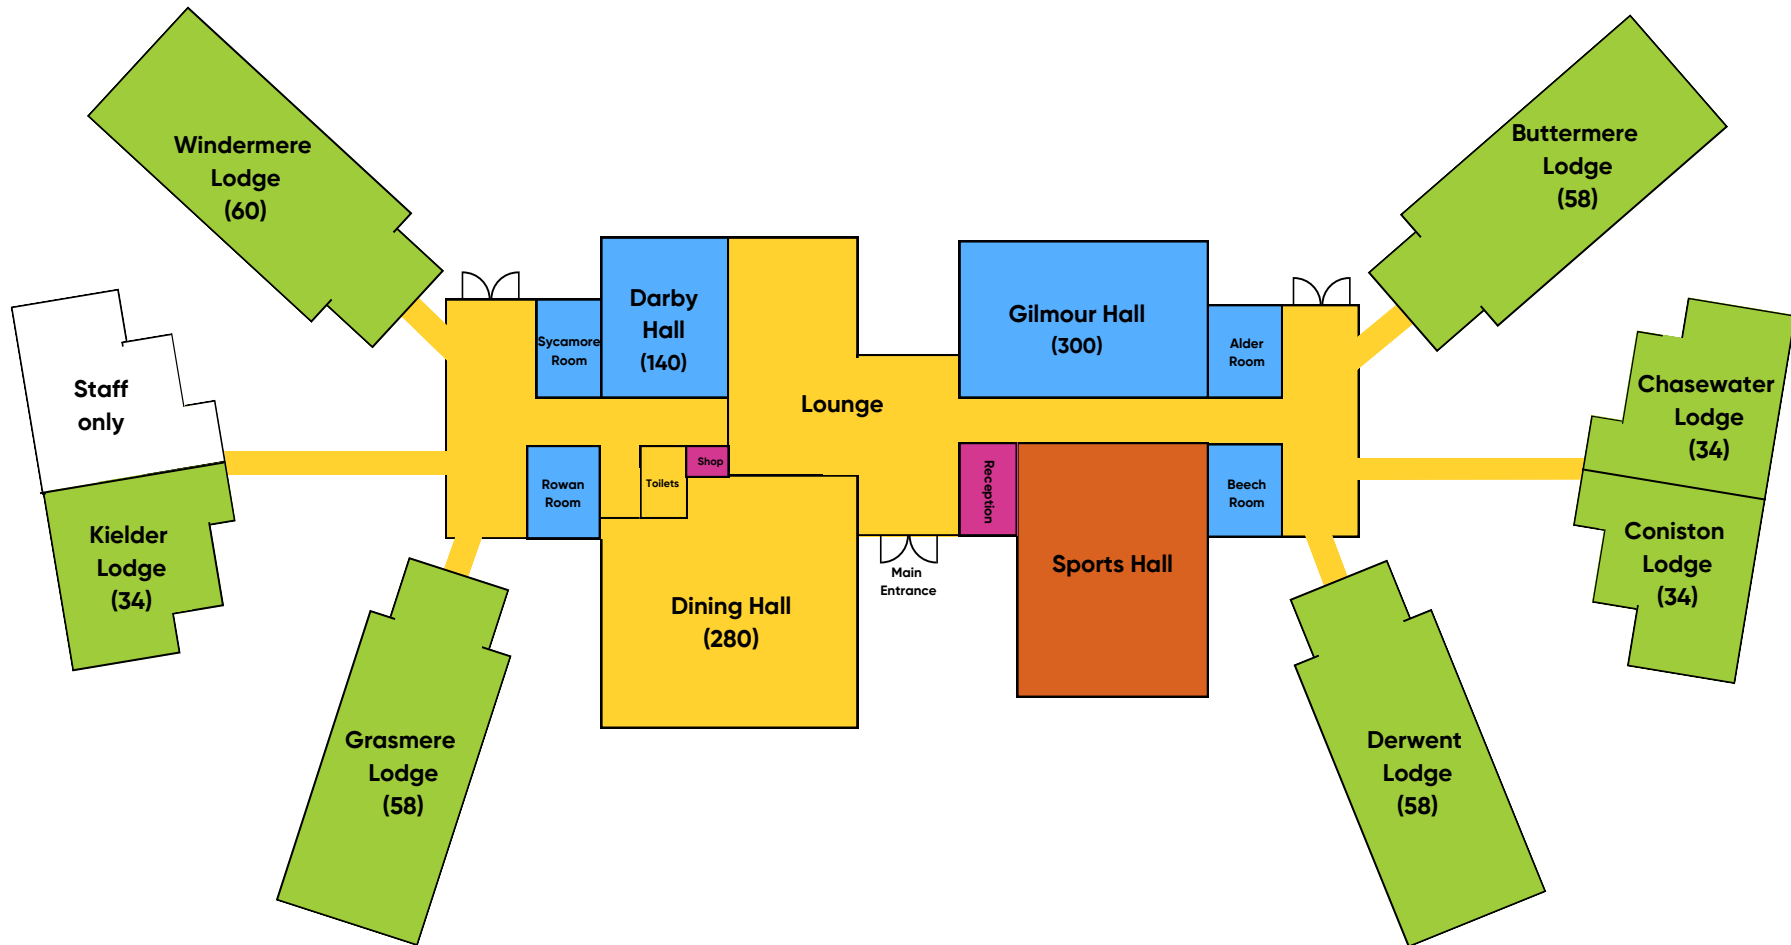 Windermere
Lodge
(60)
Buttermere
Lodge
(58)
Staff
only
Kielder
Lodge
(34)
Grasmere
Lodge
(58)
Sycamore
Room
Darby
Hall
(140)
Rowan
Room
Toilets
Shop
Lounge
Dining Hall
(280)
Main
Entrance
Reception
Gilmour Hall
(300)
Alder
Room
Sports Hall
Beech
Room
Chasewater
Lodge
(34)
Coniston
Lodge
(34)
Derwent
Lodge
(58)